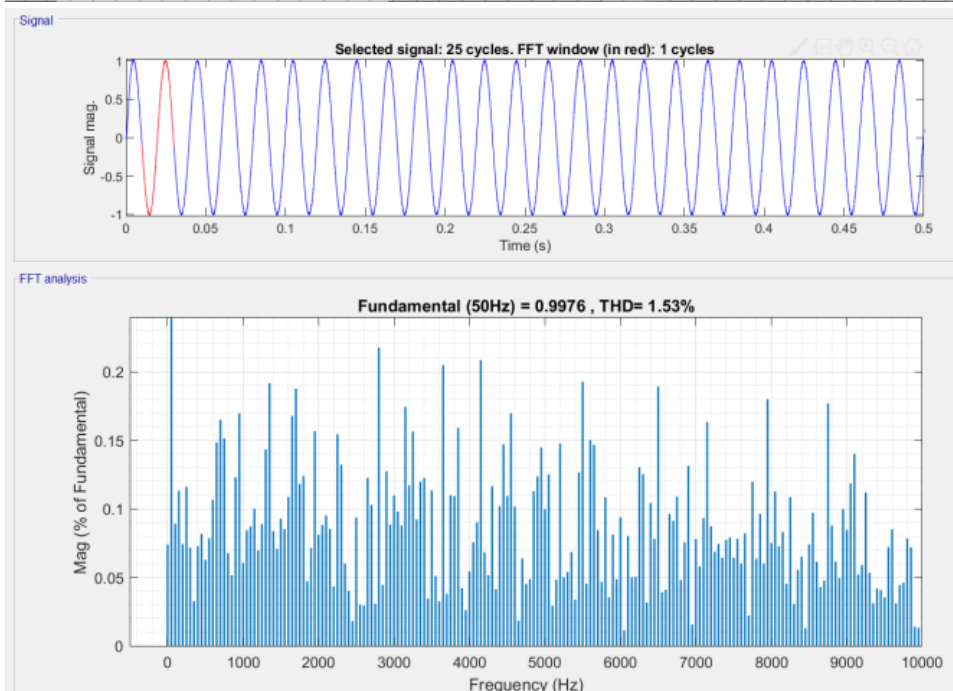 Signal
Selected signal: 25 cycles. FFT window (in red): 1 cycles
Signal mag.
1
0.5
0
-0.5
-1
0 0.05 0.1 0.15 0.2 0.25 0.3 0.35 0.4 0.45 0.5
Time (s)
FFT analysis
Fundamental (50Hz) = 0.9976 , THD= 1.53%
Mag (% of Fundamental)
0.2
0.15
0.1
0.05
0
0 1000 2000 3000 4000 5000 6000 7000 8000 9000 10000
Frequency (Hz)